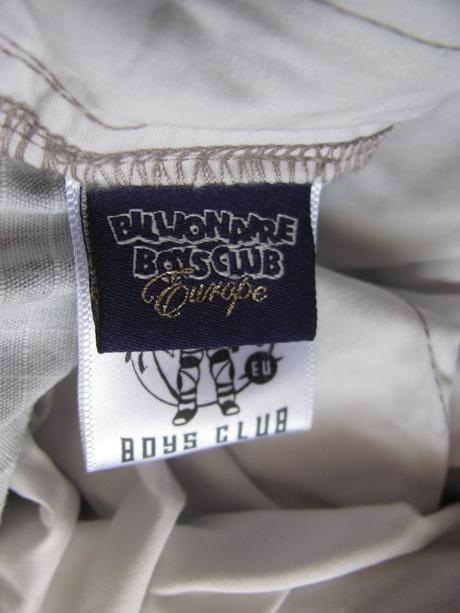 BILLIONAIRE
BOYS CLUB
Europe
EU
BOYS CLUB